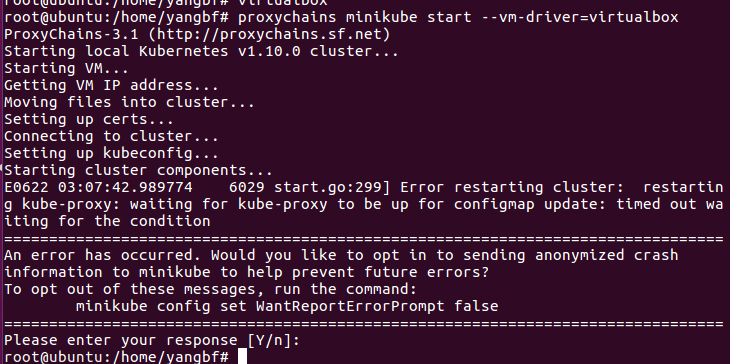 root@ubuntu:/home/yangbf# virtualbox
root@ubuntu:/home/yangbf# proxychains minikube start --vm-driver=virtualbox
ProxyChains-3.1 (http://proxychains.sf.net)
Starting local Kubernetes v1.10.0 cluster...
Starting VM...
Getting VM IP address...
Moving files into cluster...
Setting up certs...
Connecting to cluster...
Setting up kubeconfig...
Starting cluster components...
E0622 03:07:42.989774    6029 start.go:299] Error restarting cluster:  restartin
g kube-proxy: waiting for kube-proxy to be up for configmap update: timed out wa
iting for the condition
================================================================================
An error has occurred. Would you like to opt in to sending anonymized crash
information to minikube to help prevent future errors?
To opt out of these messages, run the command:
        minikube config set WantReportErrorPrompt false
================================================================================
Please enter your response [Y/n]:
root@ubuntu:/home/yangbf#